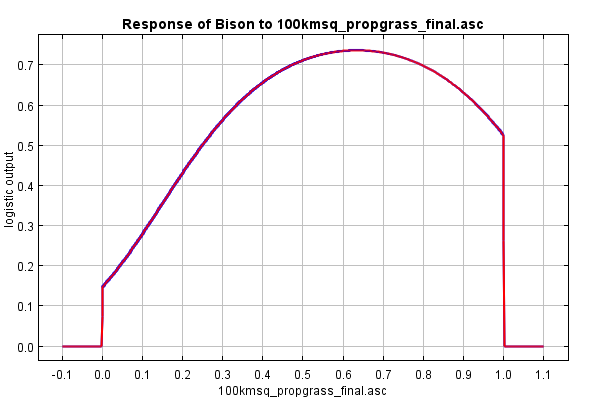 Response of Bison to 100kmsq_propgrass_final.asc
logistic output
0.7
0.6
0.5
0.4
0.3
0.2
0.1
0.0
-0.1 0.0 0.1 0.2 0.3 0.4 0.5 0.6 0.7 0.8 0.9 1.0 1.1
100kmsq_propgrass_final.asc